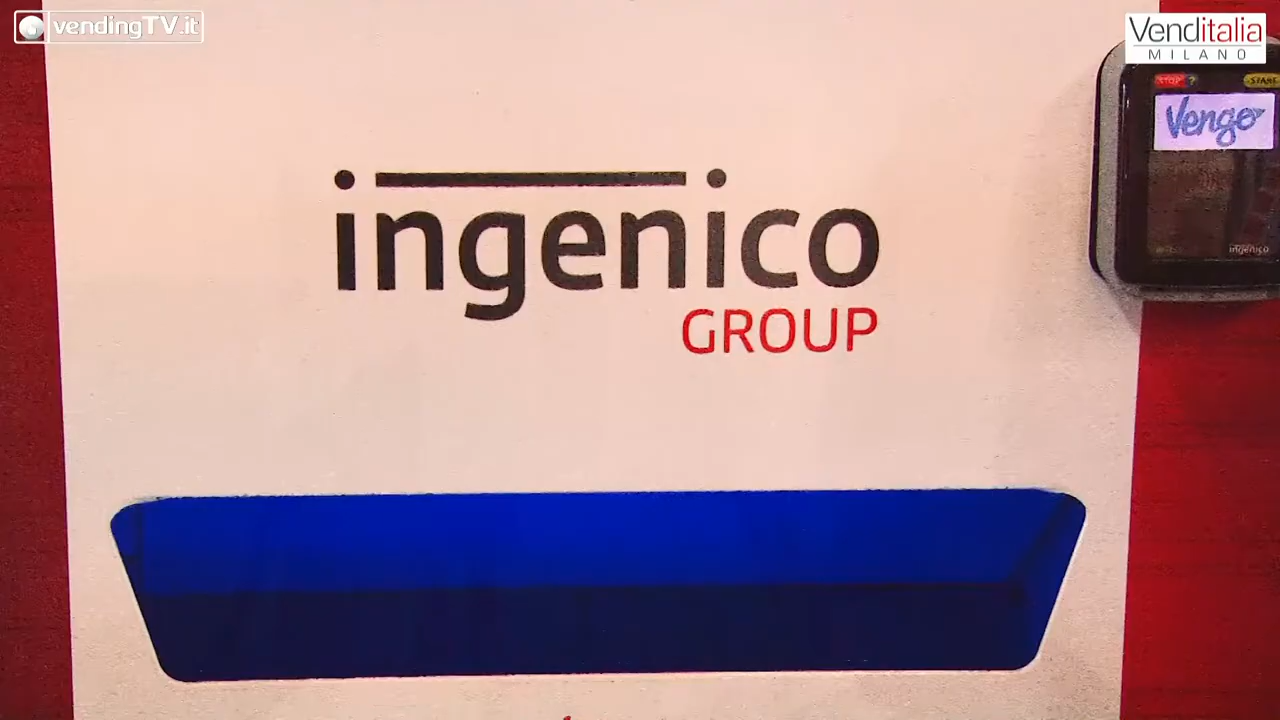 vendingTV.it
Venditalia
MILANO
STOP ?
START
Vengo
ingenico
ingenico
GROUP